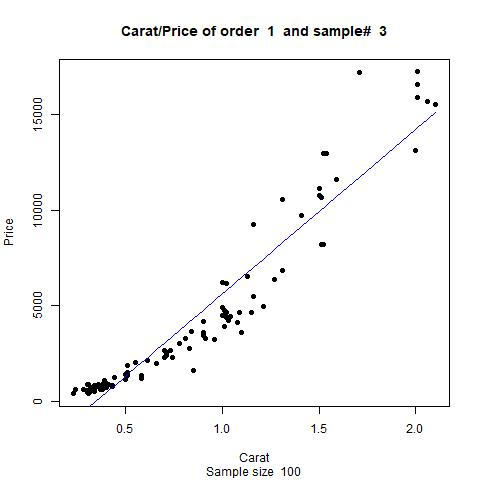 Carat/Price of order  1  and sample#  3
Price
15000
10000
5000
0
0.5 1.0 1.5 2.0
Carat
Sample size  100